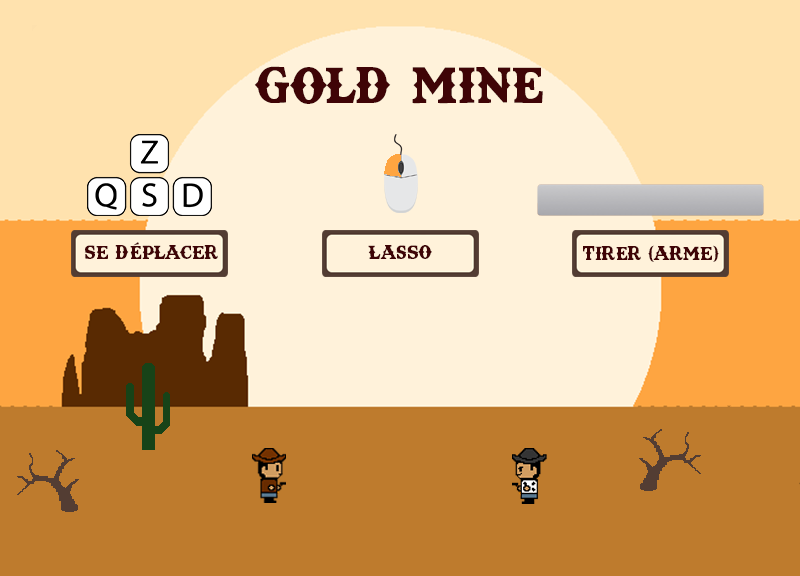 GOLD MINE
Z
Q S D
SE DÉPLACER
LASSO
TIRER (ARME)